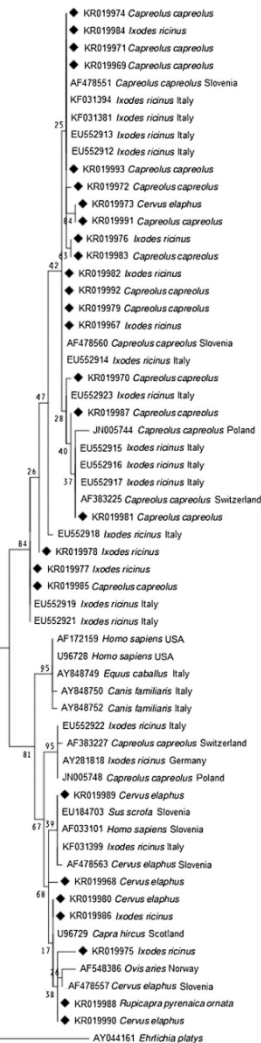 ◆ KR019974 Capreolus capreolus
◆ KR019984 Ixodes ricinus
◆ KR019971 Capreolus capreolus
◆ KR019969 Capreolus capreolus
AF478551 Capreolus capreolus Slovenia
KF031394 Ixodes ricinus Italy
25
KF031381 Ixodes ricinus Italy
EU552913 Ixodes ricinus Italy
EU552912 Ixodes ricinus Italy
◆ KR019993 Capreolus capreolus
◆ KR019972 Capreolus capreolus
◆ KR019973 Cervus elaphus
64
◆ KR019991 Capreolus capreolus
◆ KR019976 Ixodes ricinus
63
◆ KR019983 Capreolus capreolus
42
◆ KR019982 Ixodes ricinus
◆ KR019992 Capreolus capreolus
◆ KR019979 Capreolus capreolus
◆ KR019967 Ixodes ricinus
AF478560 Capreolus capreolus Slovenia
EU552914 Ixodes ricinus Italy
◆ KR019970 Capreolus capreolus
47
EU552923 Ixodes ricinus Italy
28
◆ KR019987 Capreolus capreolus
JN005744 Capreolus capreolus Poland
40
EU552915 Ixodes ricinus Italy
EU552916 Ixodes ricinus Italy
26
37
EU552917 Ixodes ricinus Italy
AF383225 Capreolus capreolus Switzerland
◆ KR019981 Capreolus capreolus
EU552918 Ixodes ricinus Italy
84
◆ KR019978 Ixodes ricinus
◆ KR019977 Ixodes ricinus
◆ KR019985 Capreolus capreolus
EU552919 Ixodes ricinus Italy
EU552921 Ixodes ricinus Italy
AF172159 Homo sapiens USA
U96728 Homo sapiens USA
95
AY848749 Equus caballus Italy
AY848750 Canis familiaris Italy
AY848752 Canis familiaris Italy
EU552922 Ixodes ricinus Italy
95
AF383227 Capreolus capreolus Switzerland
81
AY281818 Ixodes ricinus Germany
JN005748 Capreolus capreolus Poland
◆ KR019989 Cervus elaphus
EU184703 Sus scrofa Slovenia
67
AF033101 Homo sapiens Slovenia
KF031399 Ixodes ricinus Italy
AF478563 Cervus elaphus Slovenia
◆ KR019968 Cervus elaphus
68
◆ KR019980 Cervus elaphus
◆ KR019986 Ixodes ricinus
U96729 Capra hircus Scotland
17
◆ KR019975 Ixodes ricinus
AF548386 Ovis aries Norway
AF478557 Cervus elaphus Slovenia
38
◆ KR019988 Rupicapra pyrenaica ornata
◆ KR019990 Cervus elaphus
AY044161 Ehrlichia platys